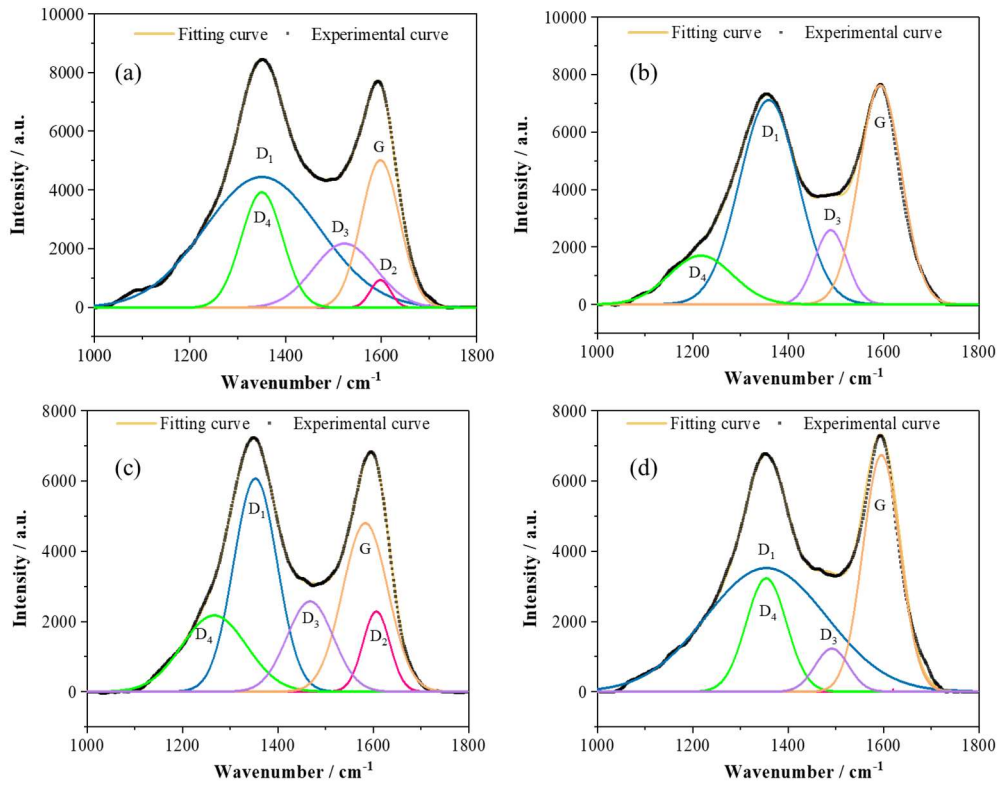 Fitting curve Experimental curve
(a)
Intensity / a.u.
10000
8000
6000
4000
2000
0
D1
D4
D3
G
D2
1000 1200 1400 1600 1800
Wavenumber / cm-1
Fitting curve Experimental curve
(b)
Intensity / a.u.
10000
8000
6000
4000
2000
0
D1
G
D3
D4
1000 1200 1400 1600 1800
Wavenumber / cm-1
Fitting curve Experimental curve
(c)
Intensity / a.u.
8000
6000
4000
2000
0
D1
G
D4
D3
D2
1000 1200 1400 1600 1800
Wavenumber / cm-1
Fitting curve Experimental curve
(d)
Intensity / a.u.
8000
6000
4000
2000
0
G
D1
D4
D3
1000 1200 1400 1600 1800
Wavenumber / cm-1